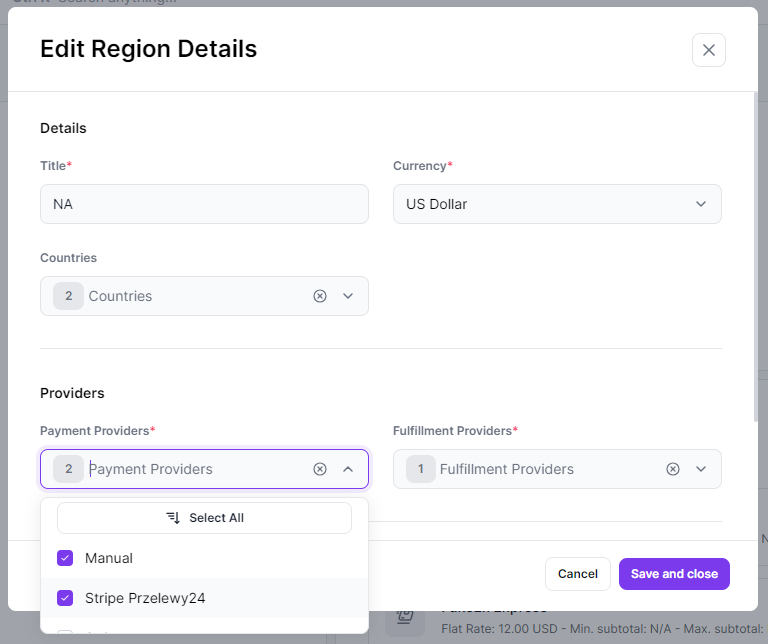 Edit Region Details
Details
Title*
Currency*
NA
US Dollar
Countries
2 Countries
Providers
Payment Providers*
Fulfillment Providers*
2 Payment Providers
1 Fulfillment Providers
Select All
Manual
Stripe Przelewy24
Cancel
Save and close
Flat Rate: 12.00 USD - Min. subtotal: N/A - Max. subtotal: